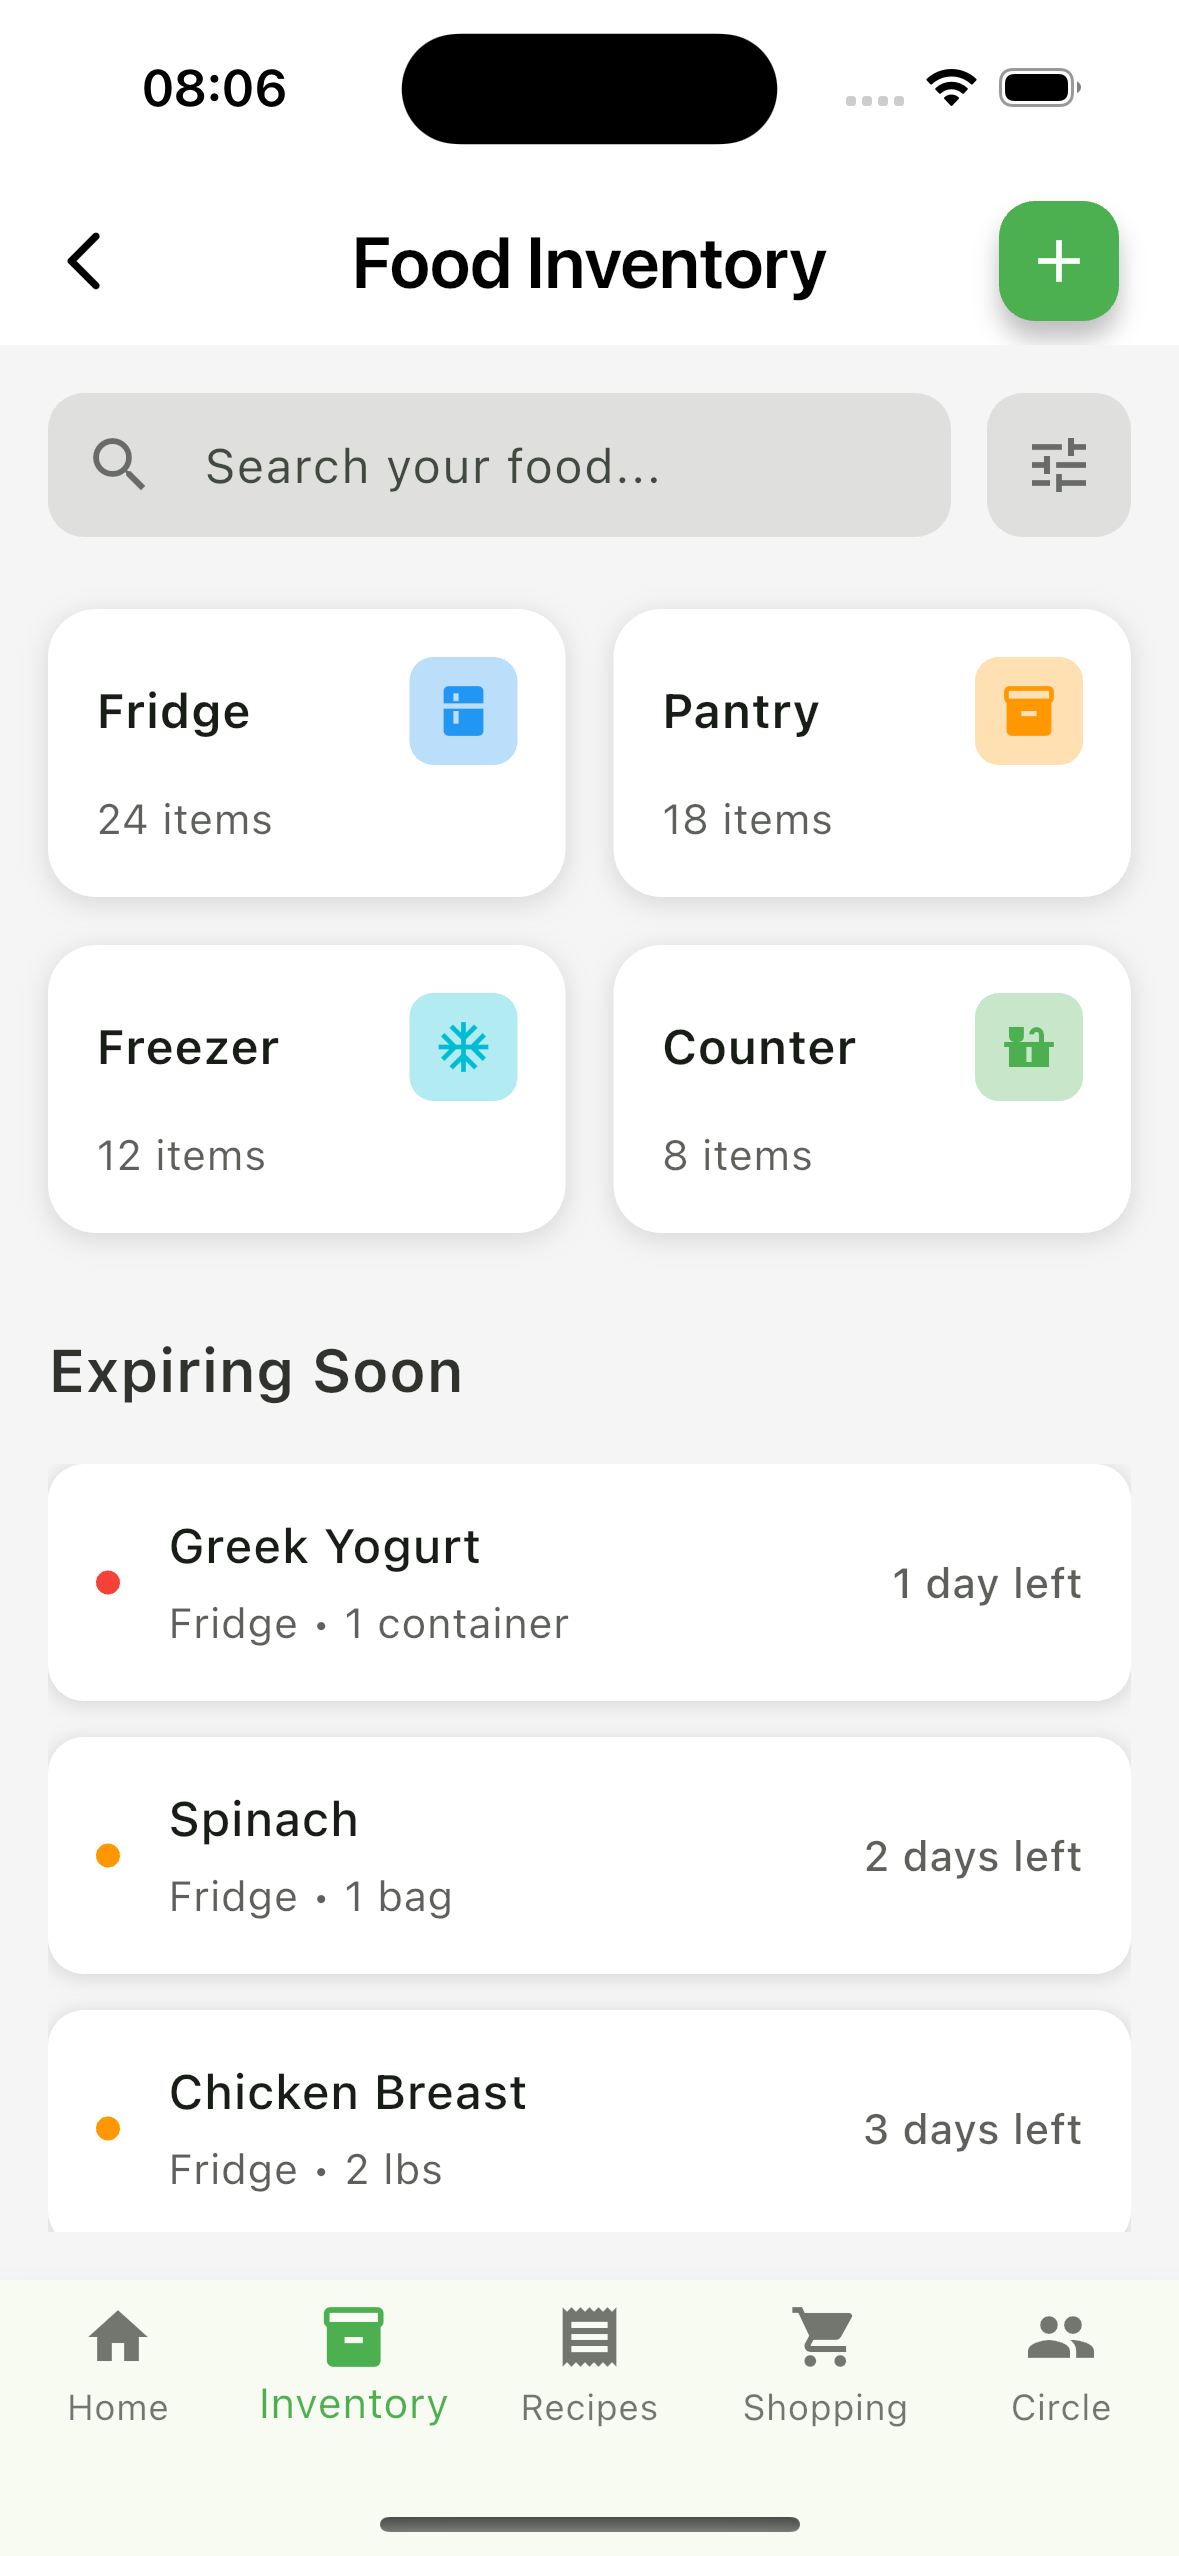 08:06
Food Inventory
Search your food...
Fridge
24 items
Pantry
18 items
Freezer
12 items
Counter
8 items
Expiring Soon
Greek Yogurt
Fridge • 1 container
1 day left
Spinach
Fridge • 1 bag
2 days left
Chicken Breast
Fridge • 2 lbs
3 days left
Home
Inventory
Recipes
Shopping
Circle